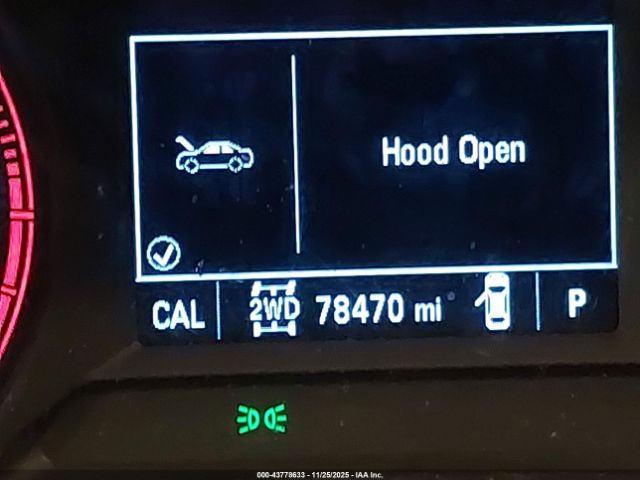 Hood Open
CAL 2WD 78470 mi P
000-43778633 - 11/25/2025 - IAA Inc.